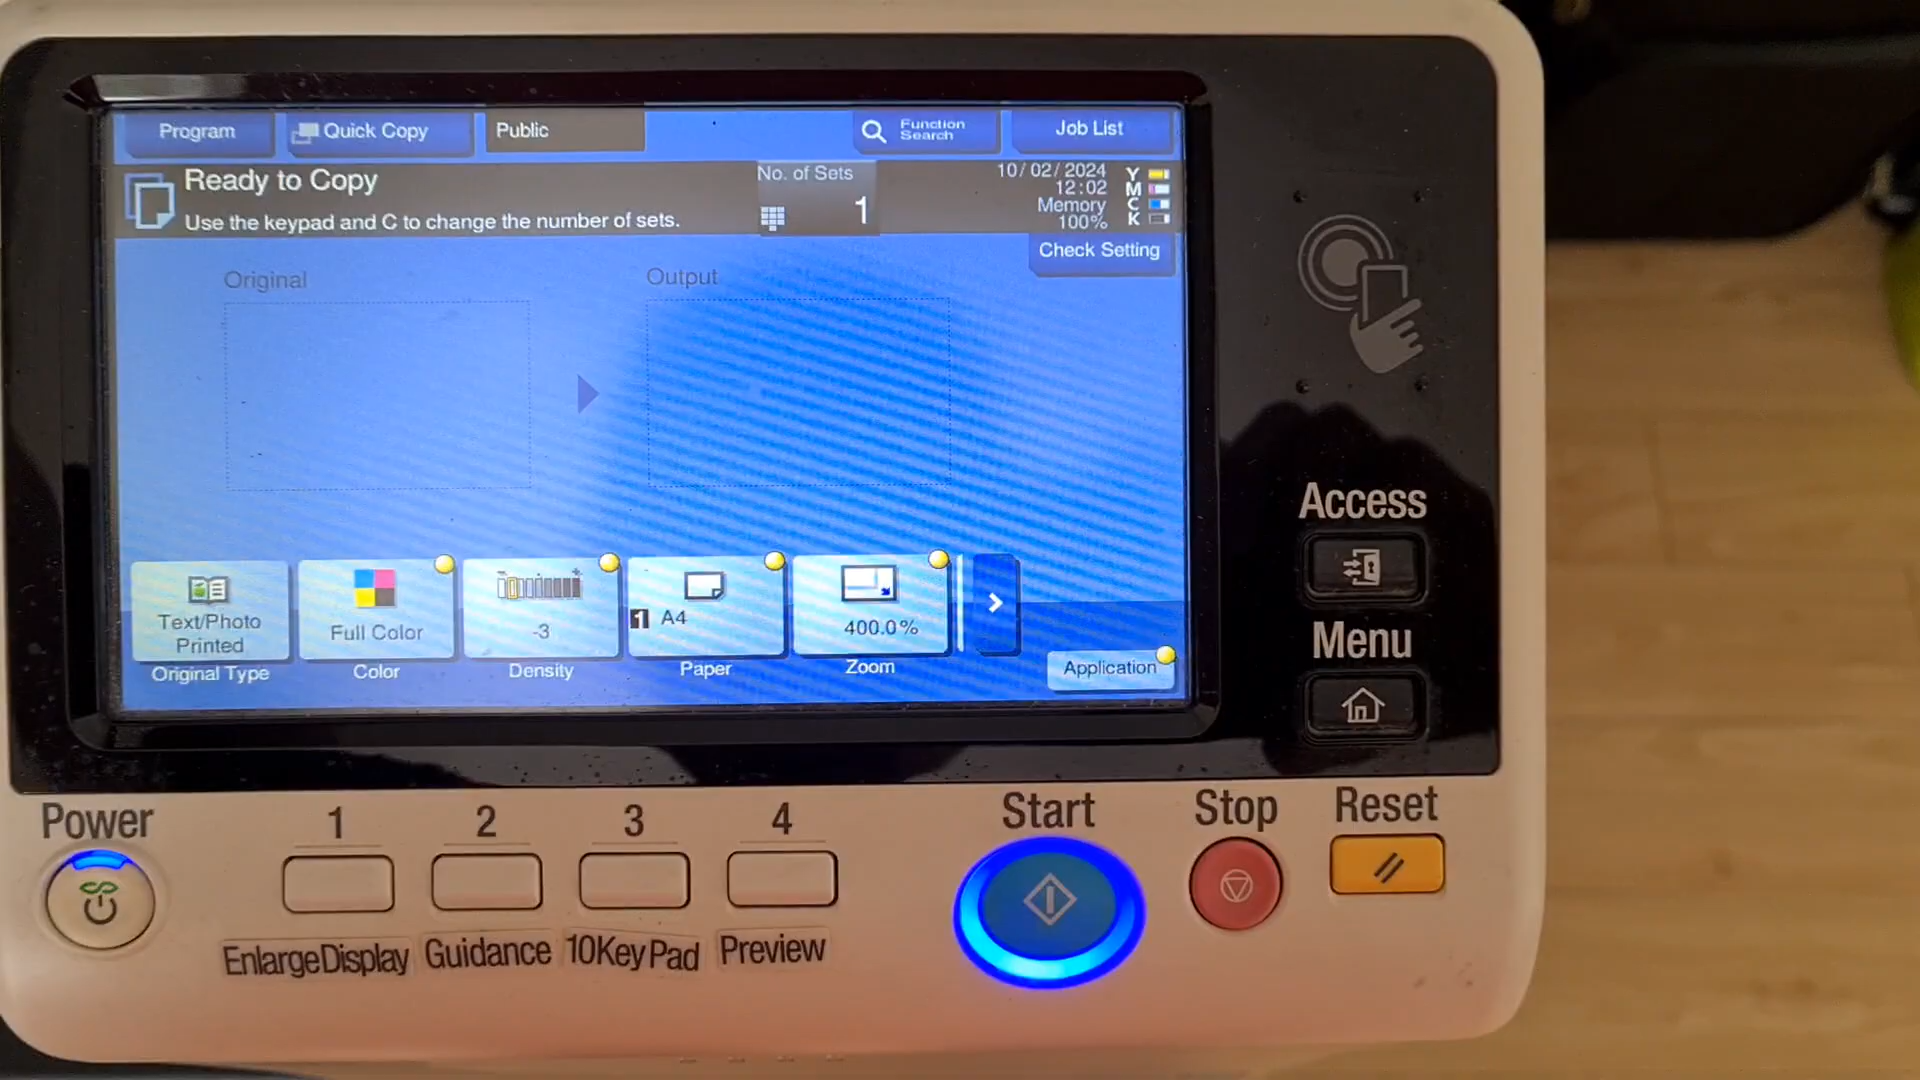 Program
Quick Copy
Public
Function
Search
Job List
Ready to Copy
Use the keypad and C to change the number of sets.
No. of Sets
1
10/02/2024
12:02
Memory
100%
Y
M
C
K
Check Setting
Original
Output
Text/Photo
Printed
Original Type
Full Color
Color
- +
-3
Density
1 A4
Paper
400.0%
Zoom
Application
Access
Menu
Power
1
2
3
4
Start
Stop
Reset
EnlargeDisplay
Guidance
10KeyPad
Preview